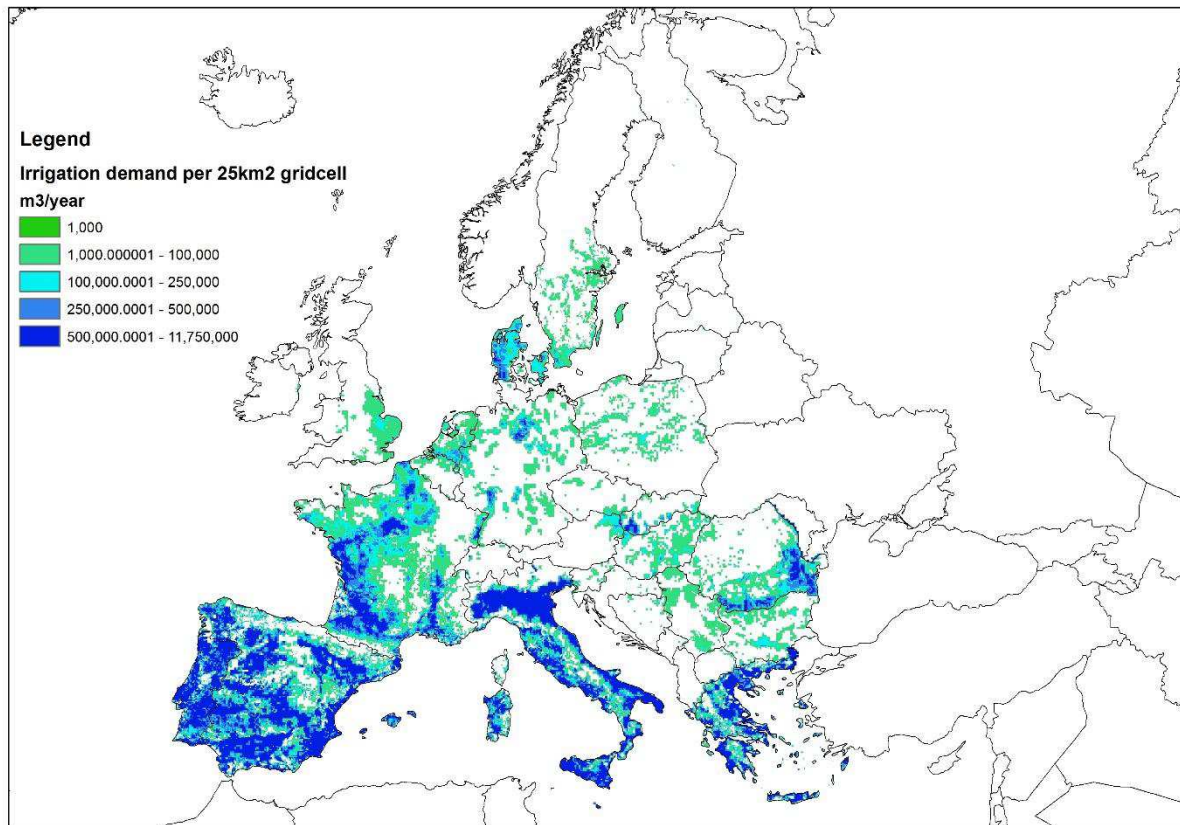 Legend
Irrigation demand per 25km2 gridcell
m3/year
1,000
1,000.000001 - 100,000
100,000.0001 - 250,000
250,000.0001 - 500,000
500,000.0001 - 11,750,000